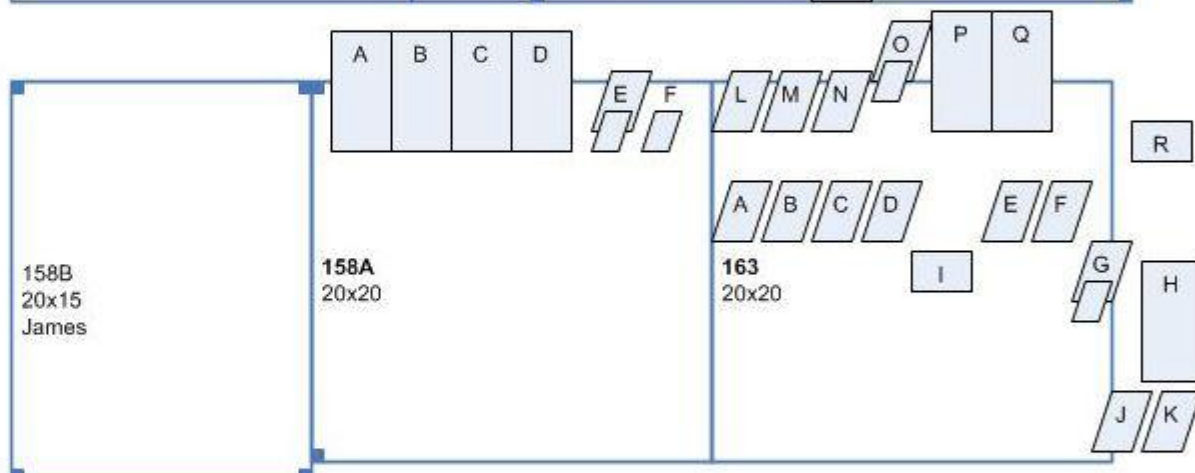 A B C D
E F
L M N
O
P Q
R
A B C D
E F
G
H
I
J K
158B
20x15
James
158A
20x20
163
20x20